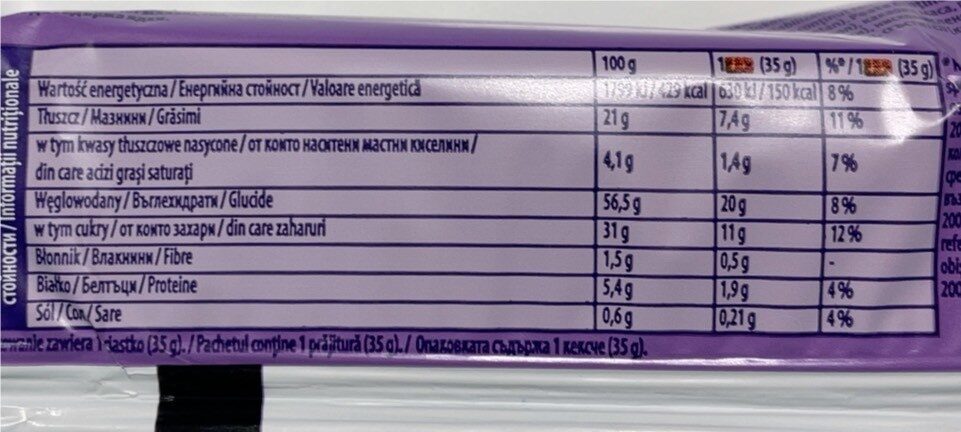 стойности / Informații nutriționale
100 g 1 (35 g) %* / 1 (35 g)
Wartość energetyczna / Енергийна стойност / Valoare energetică 1759 kJ / 423 kcal 630 kJ / 150 kcal 8 %
Tłuszcz / Мазнини / Grăsimi 21 g 7,4 g 11 %
w tym kwasy tłuszczowe nasycone / от които наситени мастни киселини /
din care acizi grași saturați 4,1 g 1,4 g 7 %
Węglowodany / Въглехидрати / Glucide 56,5 g 20 g 8 %
w tym cukry / от които захари / din care zaharuri 31 g 11 g 12 %
Błonnik / Влакнини / Fibre 1,5 g 0,5 g -
Białko / Белтъци / Proteine 5,4 g 1,9 g 4 %
Sól / Сол / Sare 0,6 g 0,21 g 4 %
zawiera 1 ciastko (35 g). / Pachetul conține 1 prăjitură (35 g). / Опаковката съдържа 1 кексче (35 g).